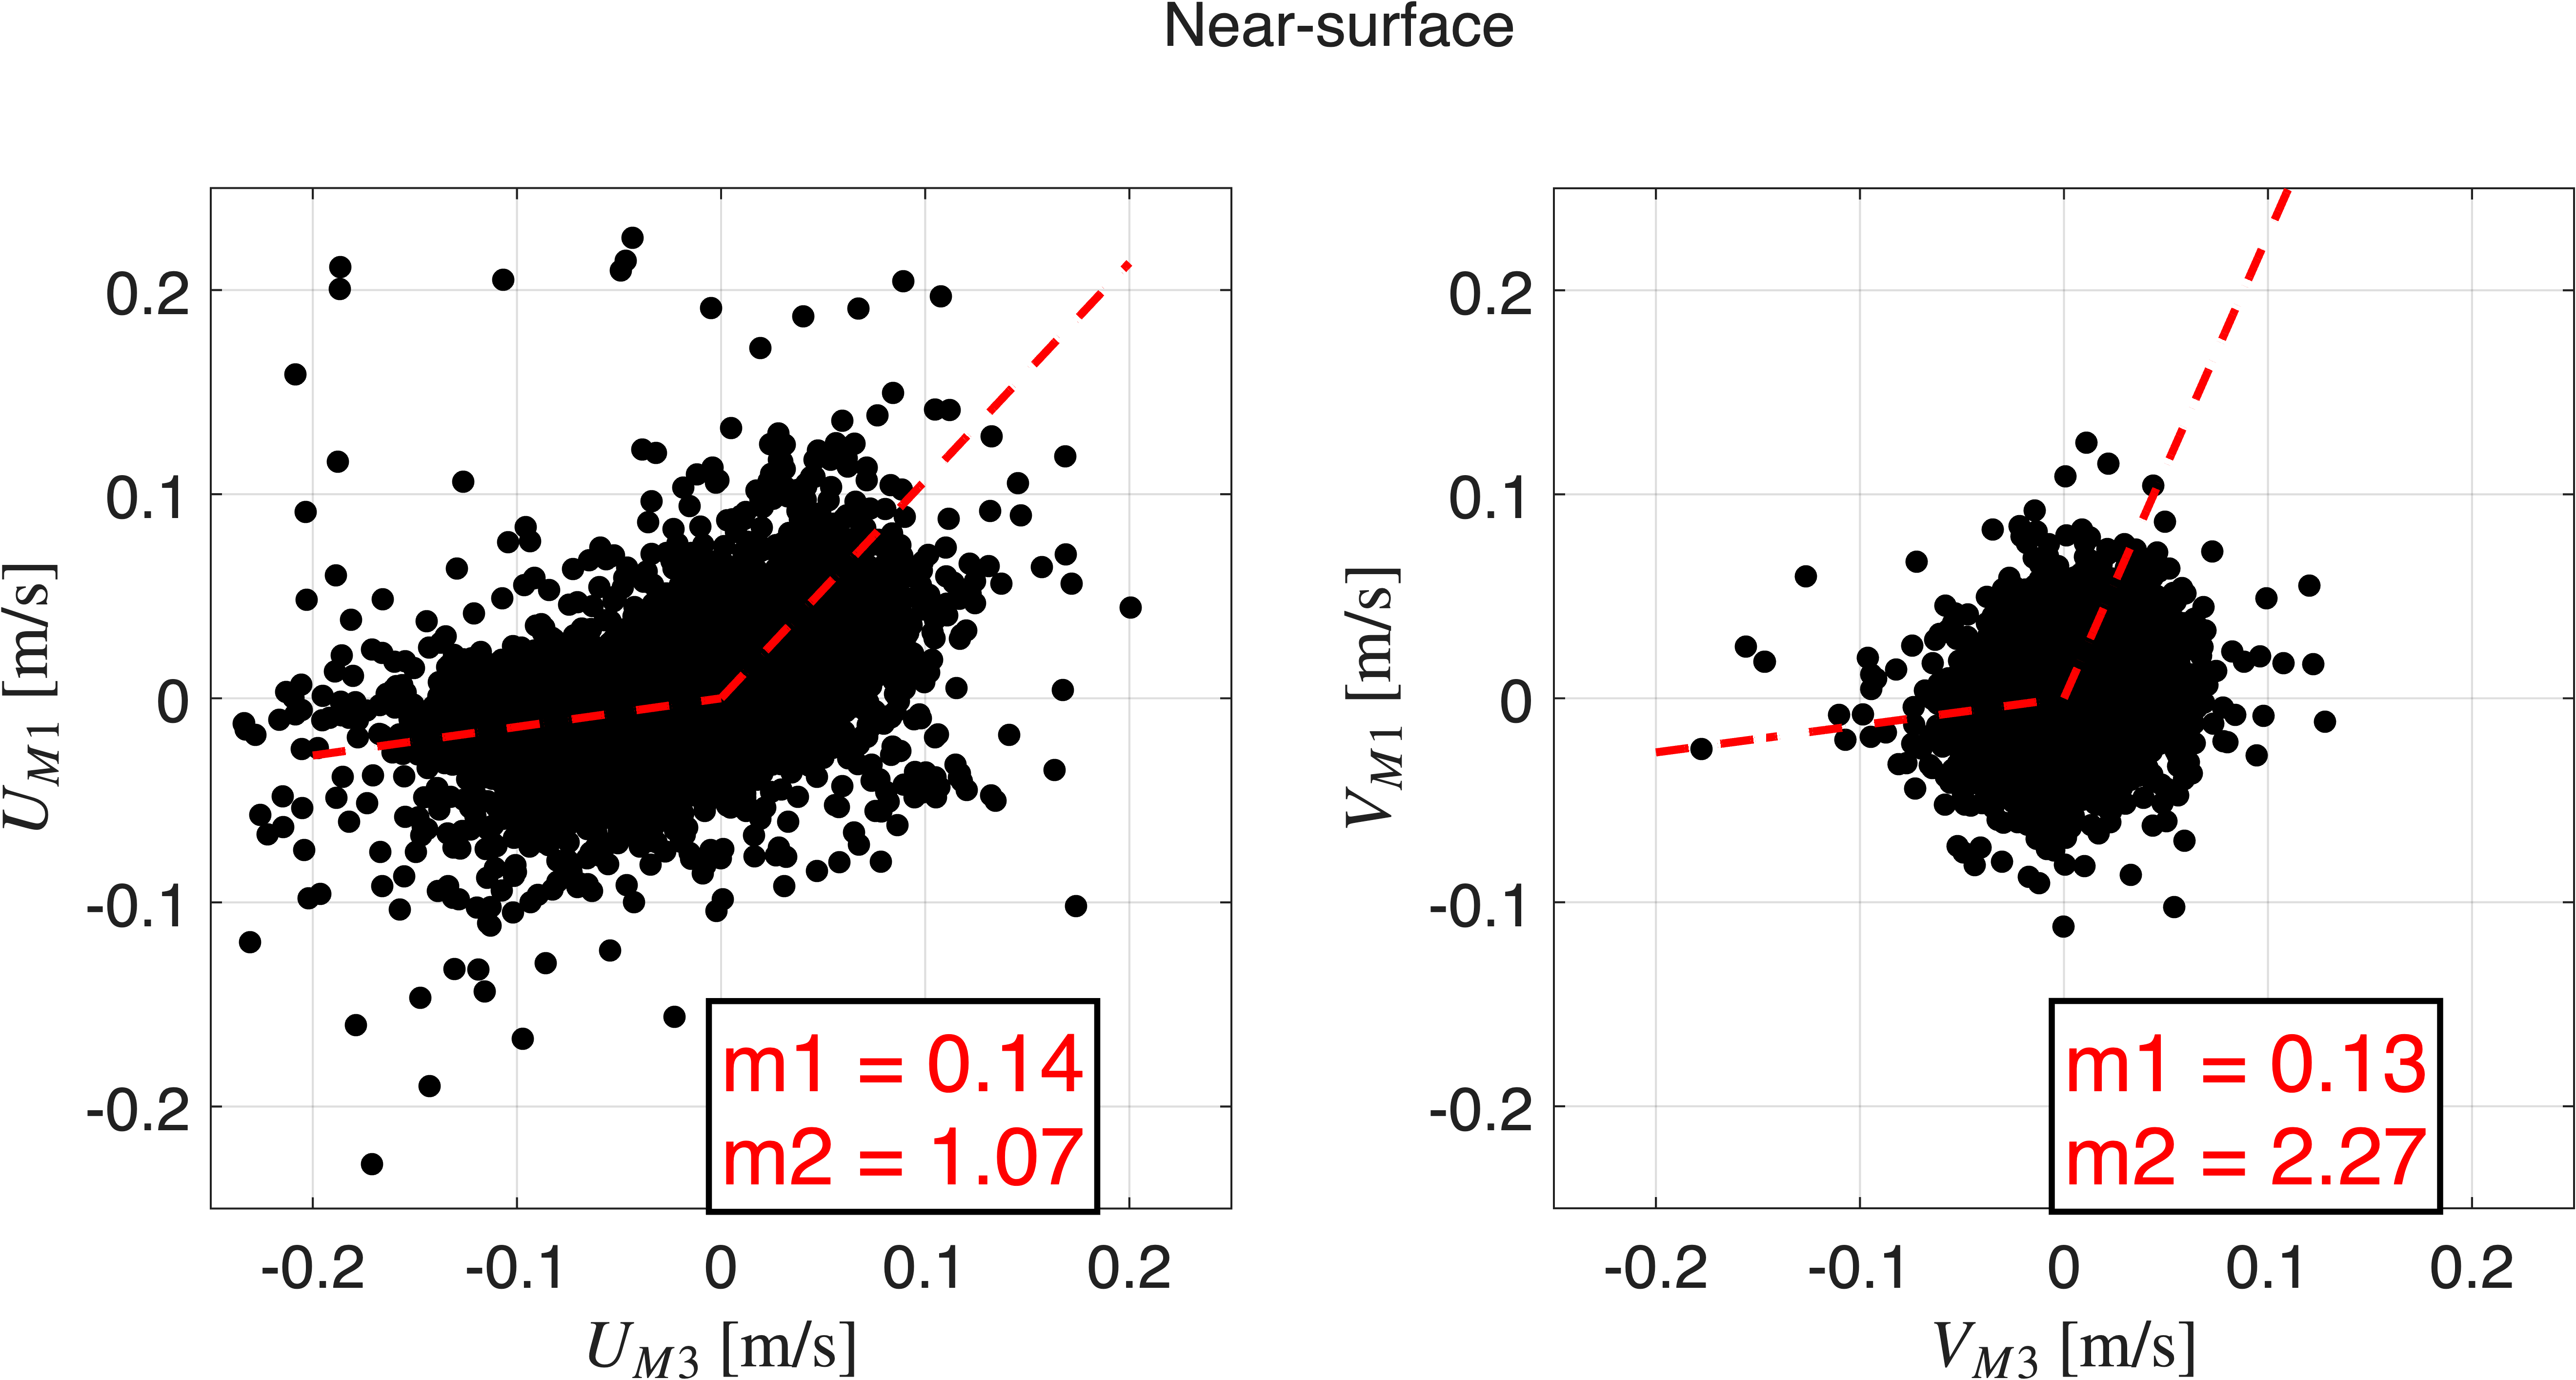 Near-surface
0.2
0.1
0
-0.1
-0.2
U_M1 [m/s]
m1 = 0.14
m2 = 1.07
-0.2 -0.1 0 0.1 0.2
U_M3 [m/s]
0.2
0.1
0
-0.1
-0.2
V_M1 [m/s]
m1 = 0.13
m2 = 2.27
-0.2 -0.1 0 0.1 0.2
V_M3 [m/s]